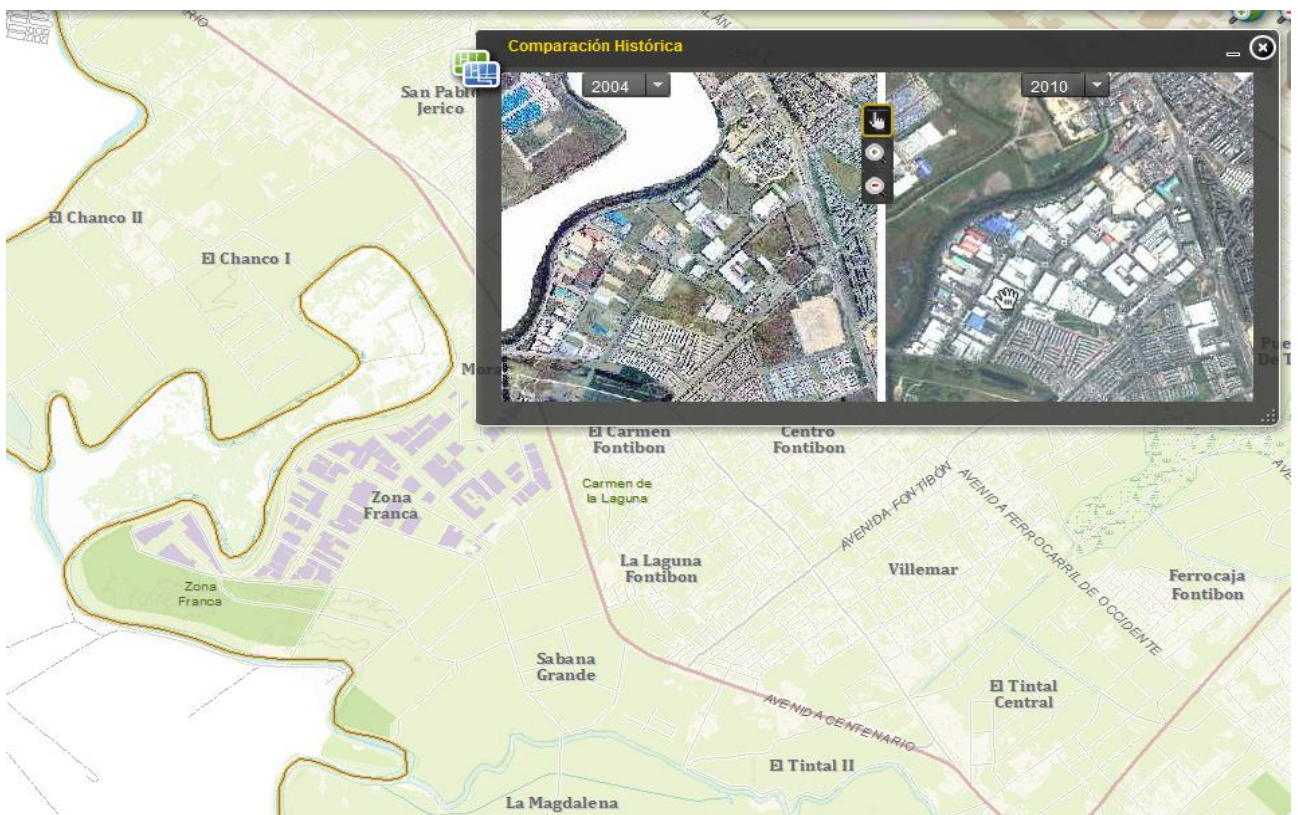 Comparación Histórica
2004
2010
San Pablo
Jerico
El Chanco II
El Chanco I
El Carmen
Fontibon
Centro
Fontibon
Carmen de
la Laguna
Zona
Franca
AVENIDA FONTIBÓN
AVENIDA FERROCARRIL DE OCCIDENTE
La Laguna
Fontibon
Villemar
Ferrocaja
Fontibon
Zona
Franca
Sabana
Grande
El Tintal
Central
AVENIDA CENTENARIO
El Tintal II
La Magdalena